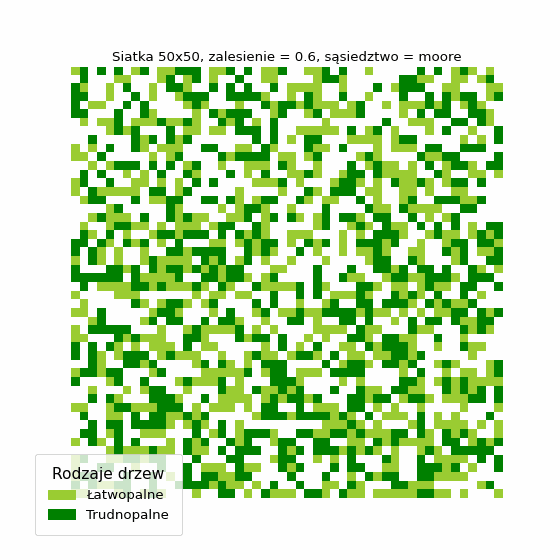 Siatka 50x50, zalesienie = 0.6, sąsiedztwo = moore
Rodzaje drzew
Łatwopalne
Trudnopalne